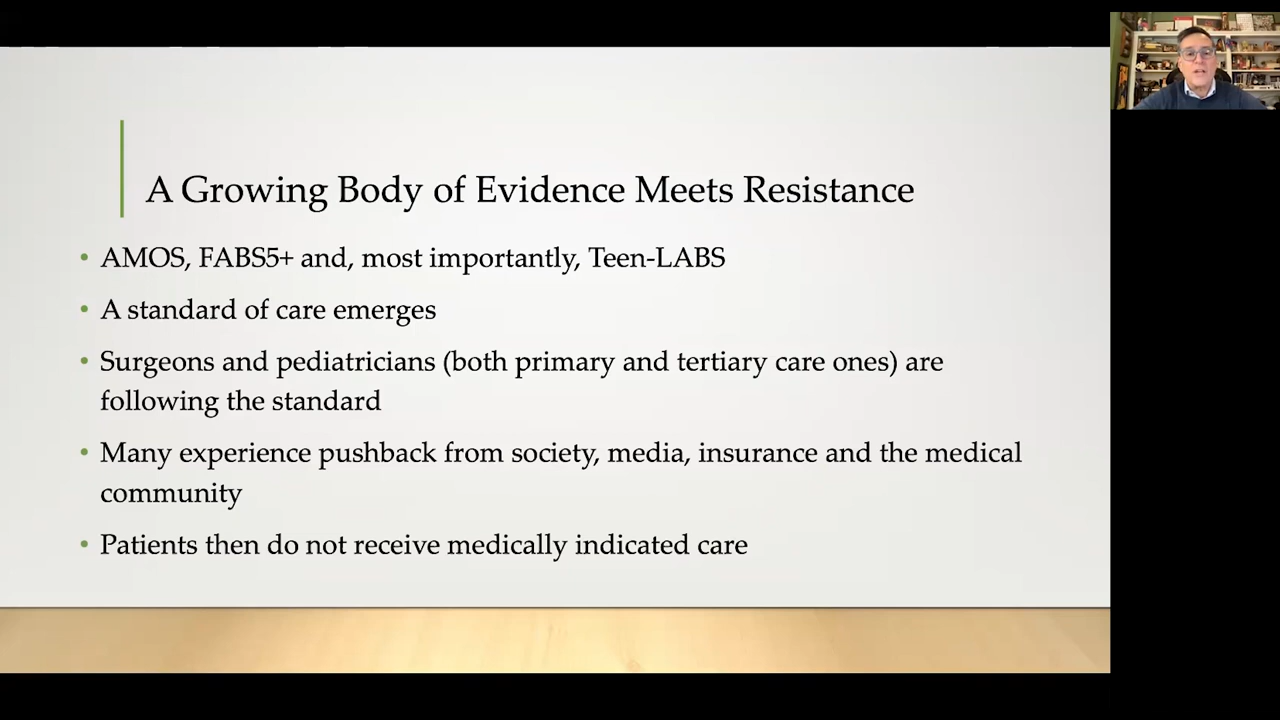 A Growing Body of Evidence Meets Resistance
• AMOS, FABS5+ and, most importantly, Teen-LABS
• A standard of care emerges
• Surgeons and pediatricians (both primary and tertiary care ones) are
following the standard
• Many experience pushback from society, media, insurance and the medical
community
• Patients then do not receive medically indicated care